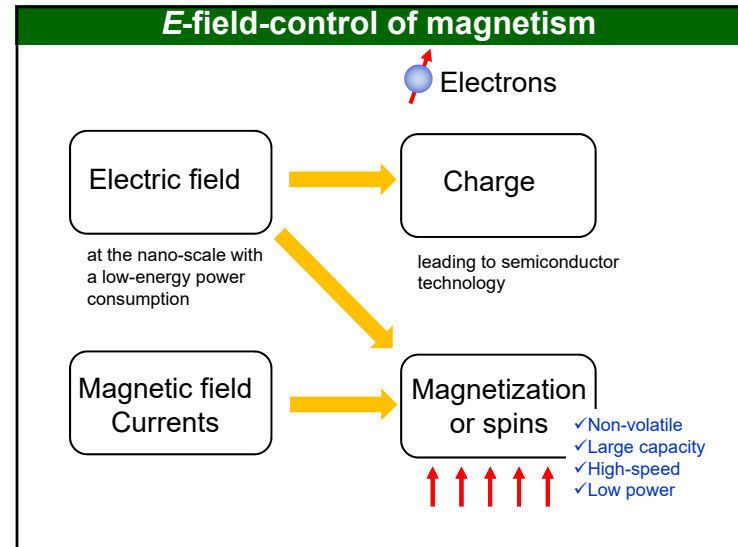 E-field-control of magnetism
Electrons
Electric field
Charge
at the nano-scale with
a low-energy power
consumption
leading to semiconductor
technology
Magnetic field
Currents
Magnetization
or spins
✓Non-volatile
✓Large capacity
✓High-speed
✓Low power